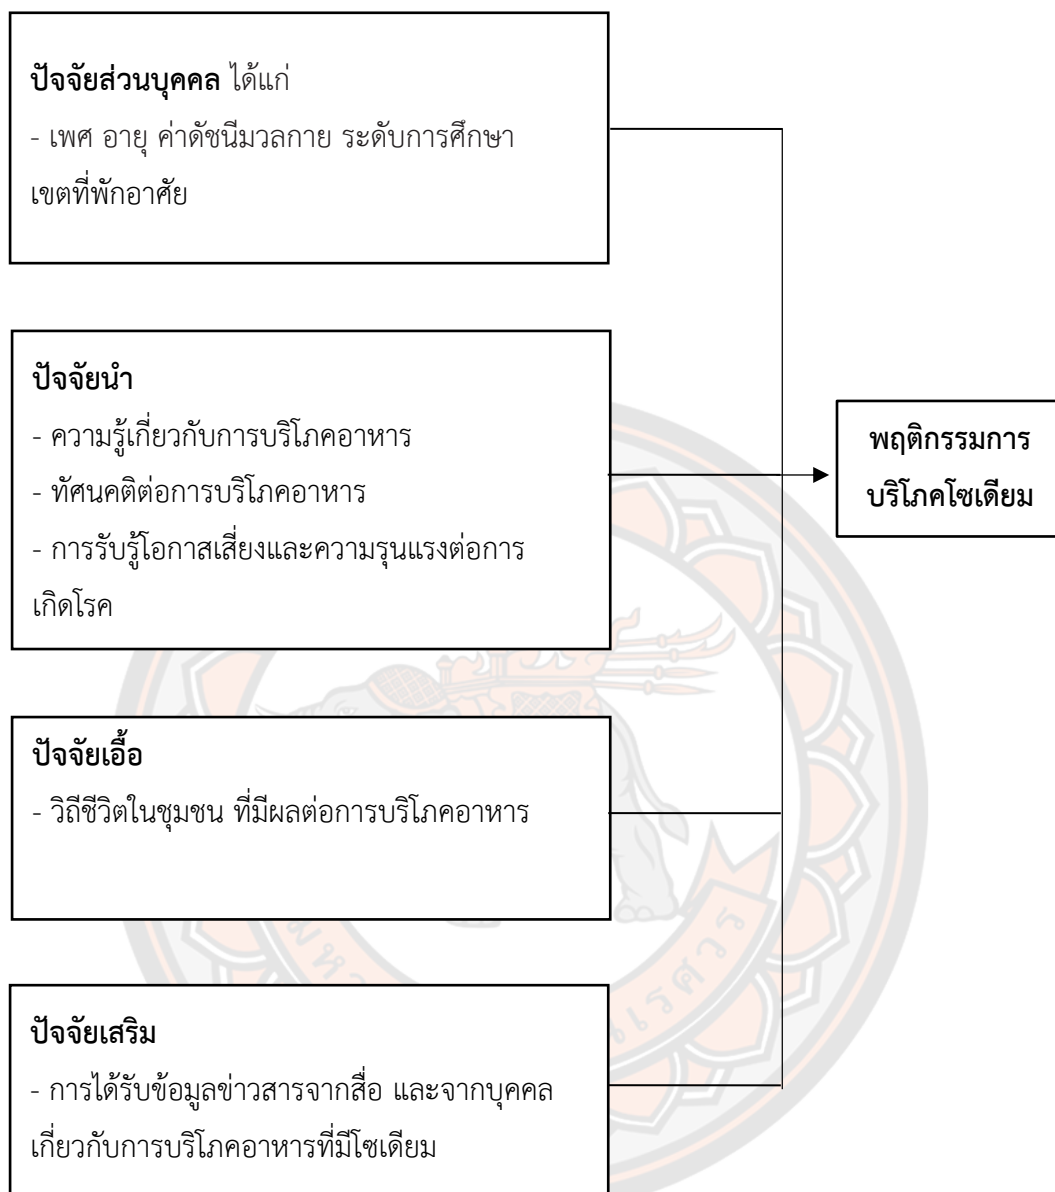 ปัจจัยส่วนบุคคล ได้แก่
- เพศ อายุ ค่าดัชนีมวลกาย ระดับการศึกษา
เขตที่พักอาศัย
ปัจจัยนำ
- ความรู้เกี่ยวกับการบริโภคอาหาร
- ทัศนคติต่อการบริโภคอาหาร
- การรับรู้โอกาสเสี่ยงและความรุนแรงต่อการ
เกิดโรค
พฤติกรรมการ
บริโภคโซเดียม
ปัจจัยเอื้อ
- วิถีชีวิตในชุมชน ที่มีผลต่อการบริโภคอาหาร
ปัจจัยเสริม
- การได้รับข้อมูลข่าวสารจากสื่อ และจากบุคคล
เกี่ยวกับการบริโภคอาหารที่มีโซเดียม